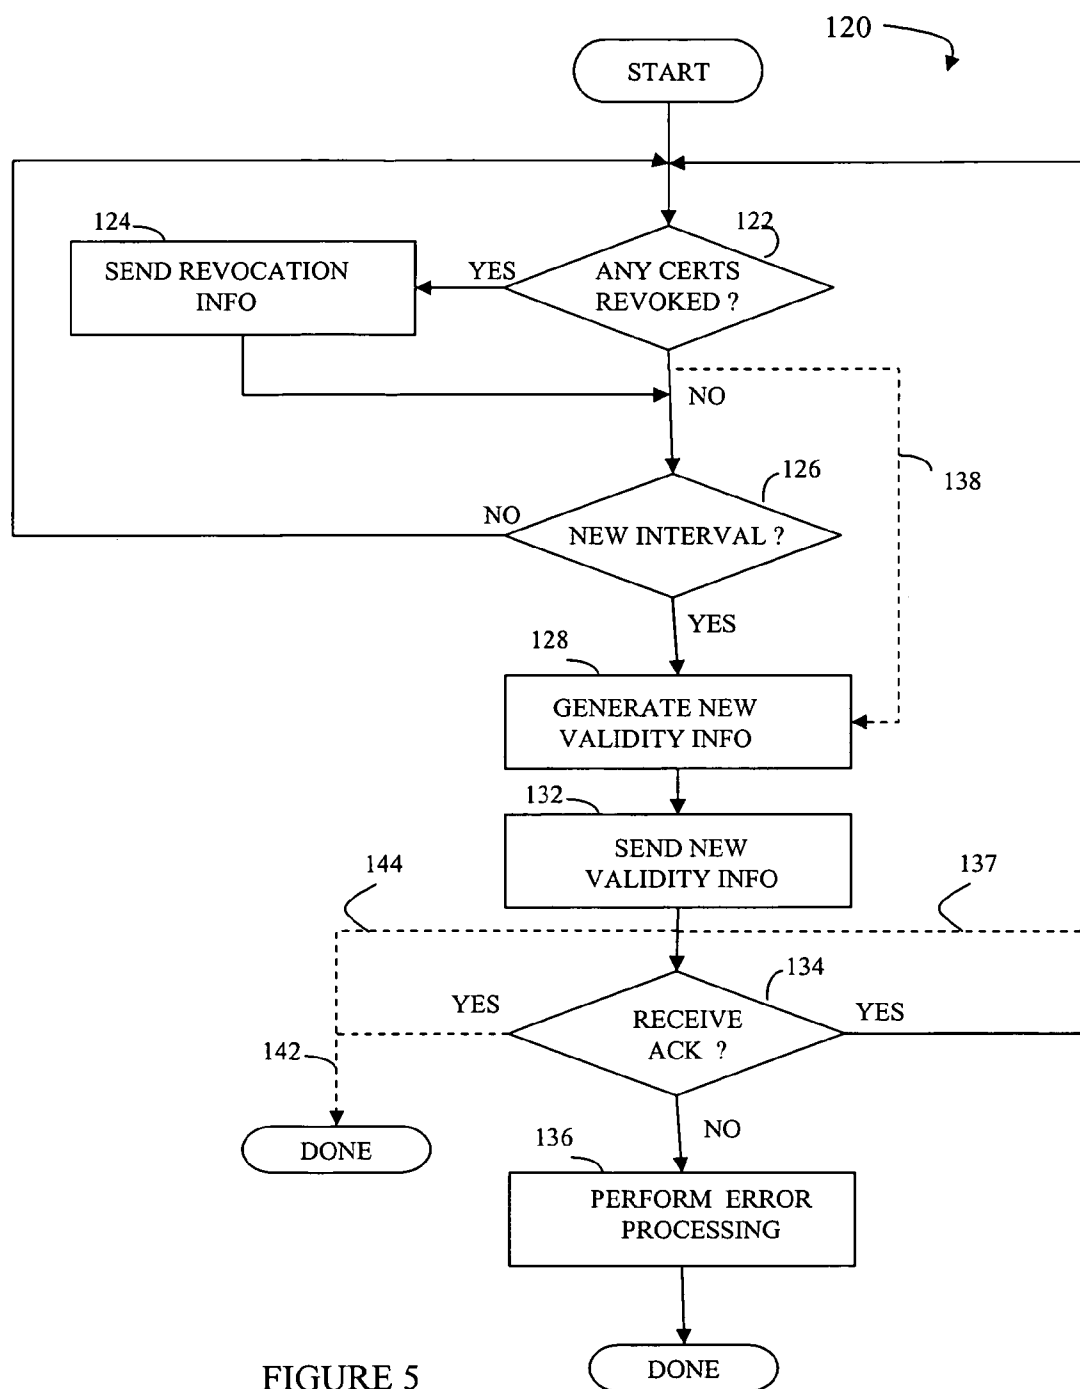 120
START
124
122
SEND REVOCATION
INFO
YES
ANY CERTS
REVOKED ?
NO
138
126
NO
NEW INTERVAL ?
YES
128
GENERATE NEW
VALIDITY INFO
132
SEND NEW
VALIDITY INFO
144
137
134
YES
YES
RECEIVE
ACK ?
142
NO
DONE
136
PERFORM ERROR
PROCESSING
DONE
FIGURE 5